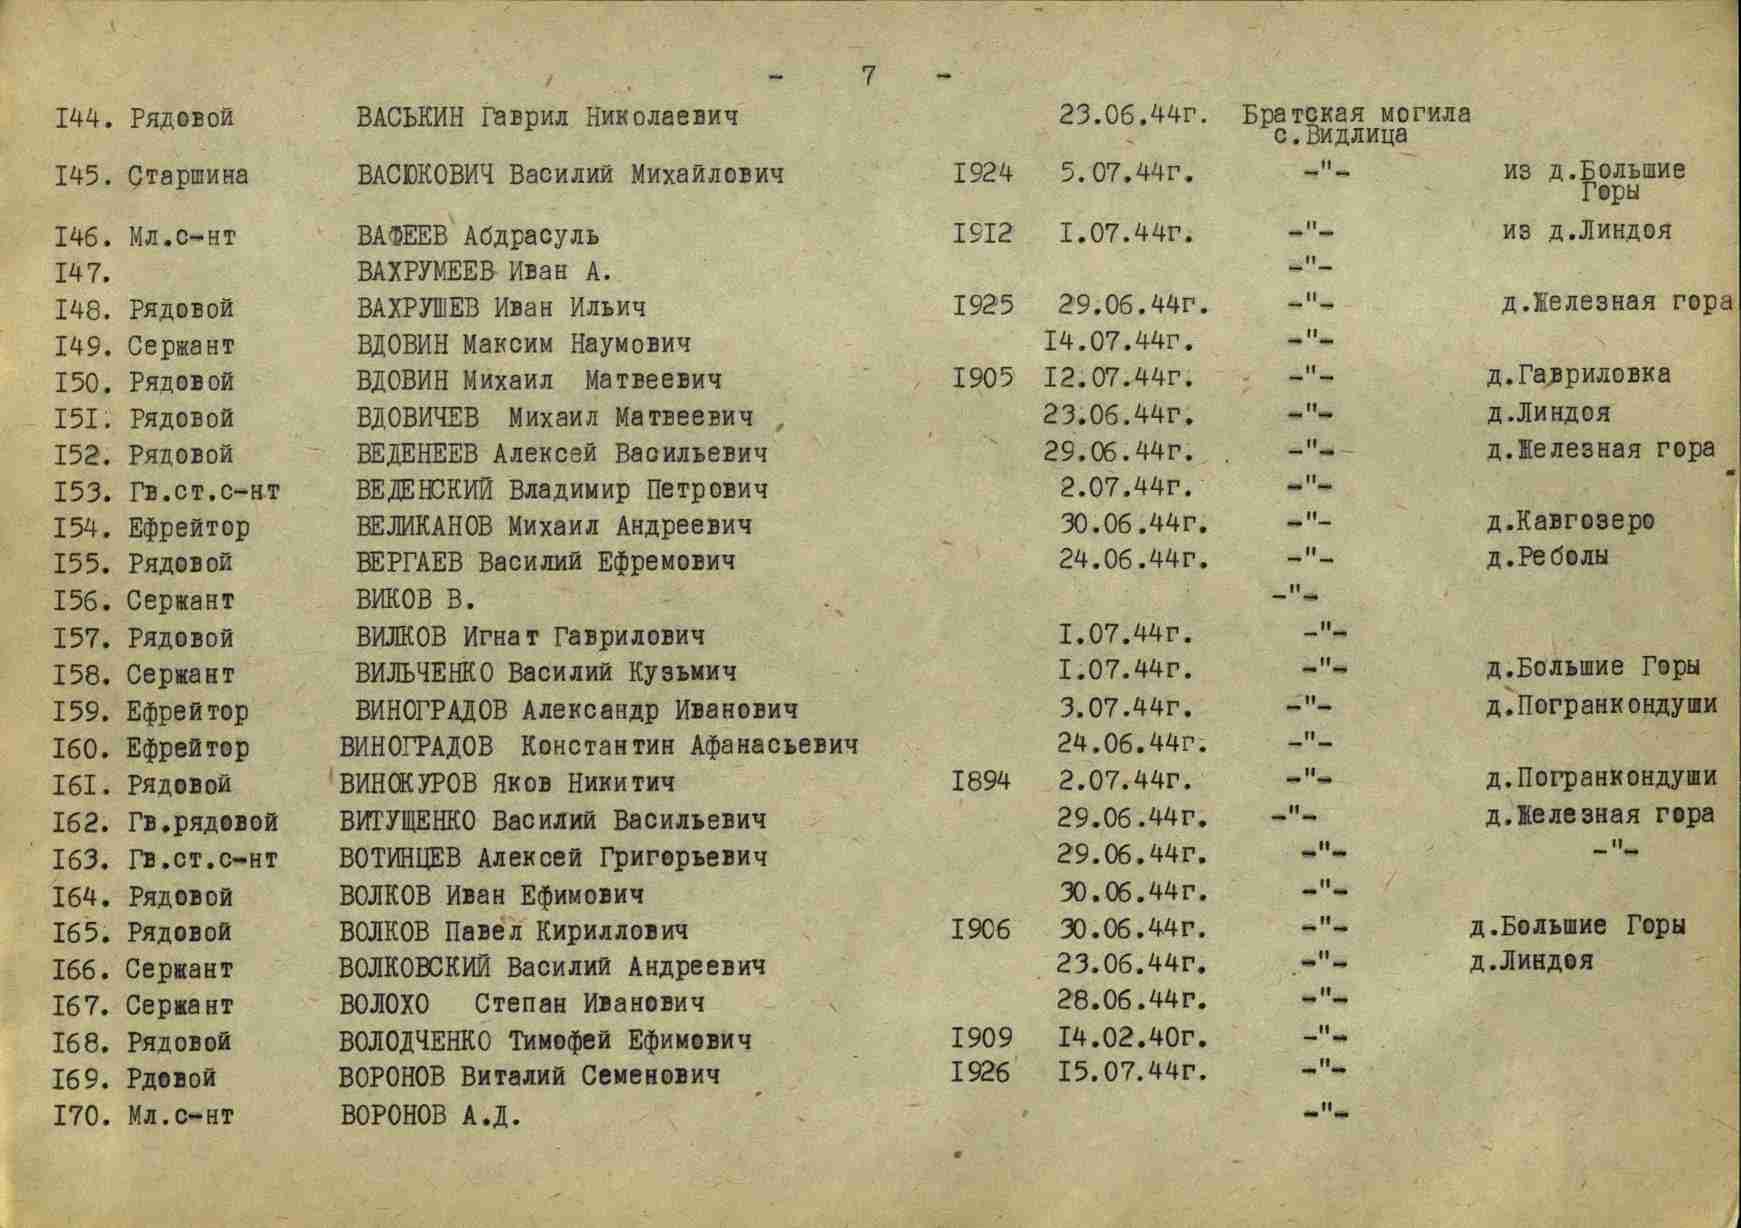 - 7 -
I44. Рядовой ВАСЬКИН Гаврил Николаевич 23.06.44г. Братская могила
с.Видлица
I45. Старшина ВАСЮКОВИЧ Василий Михайлович I924 5.07.44г. -"- из д.Большие
Горы
I46. Мл.с-нт ВАФЕЕВ Абдрасуль I9I2 I.07.44г. -"- из д.Линдоя
I47. ВАХРУМЕЕВ Иван А. -"-
I48. Рядовой ВАХРУШЕВ Иван Ильич I925 29.06.44г. -"- д.Железная гора
I49. Сержант ВДОВИН Максим Наумович I4.07.44г. -"-
I50. Рядовой ВДОВИН Михаил Матвеевич I905 I2.07.44г. -"- д.Гавриловка
I5I. Рядовой ВДОВИЧЕВ Михаил Матвеевич 23.06.44г. -"- д.Линдоя
I52. Рядовой ВЕДЕНЕЕВ Алексей Васильевич 29.06.44г. -"- д.Железная гора
I53. Гв.ст.с-нт ВЕДЕНСКИЙ Владимир Петрович 2.07.44г. -"-
I54. Ефрейтор ВЕЛИКАНОВ Михаил Андреевич 30.06.44г. -"- д.Кавгозеро
I55. Рядовой ВЕРГАЕВ Василий Ефремович 24.06.44г. -"- д.Реболы
I56. Сержант ВИКОВ В. -"-
I57. Рядовой ВИЛКОВ Игнат Гаврилович I.07.44г. -"-
I58. Сержант ВИЛЬЧЕНКО Василий Кузьмич I.07.44г. -"- д.Большие Горы
I59. Ефрейтор ВИНОГРАДОВ Александр Иванович 3.07.44г. -"- д.Погранкондуши
I60. Ефрейтор ВИНОГРАДОВ Константин Афанасьевич 24.06.44г. -"-
I6I. Рядовой ВИНОКУРОВ Яков Никитич I894 2.07.44г. -"- д.Погранкондуши
I62. Гв.рядовой ВИТУЩЕНКО Василий Васильевич 29.06.44г. -"- д.Железная гора
I63. Гв.ст.с-нт ВОТИНЦЕВ Алексей Григорьевич 29.06.44г. -"- -"-
I64. Рядовой ВОЛКОВ Иван Ефимович 30.06.44г. -"-
I65. Рядовой ВОЛКОВ Павел Кириллович I906 30.06.44г. -"- д.Большие Горы
I66. Сержант ВОЛКОВСКИЙ Василий Андреевич 23.06.44г. -"- д.Линдоя
I67. Сержант ВОЛОХО Степан Иванович 28.06.44г. -"-
I68. Рядовой ВОЛОДЧЕНКО Тимофей Ефимович I909 I4.02.40г. -"-
I69. Рдовой ВОРОНОВ Виталий Семенович I926 I5.07.44г. -"-
I70. Мл.с-нт ВОРОНОВ А.Д. -"-